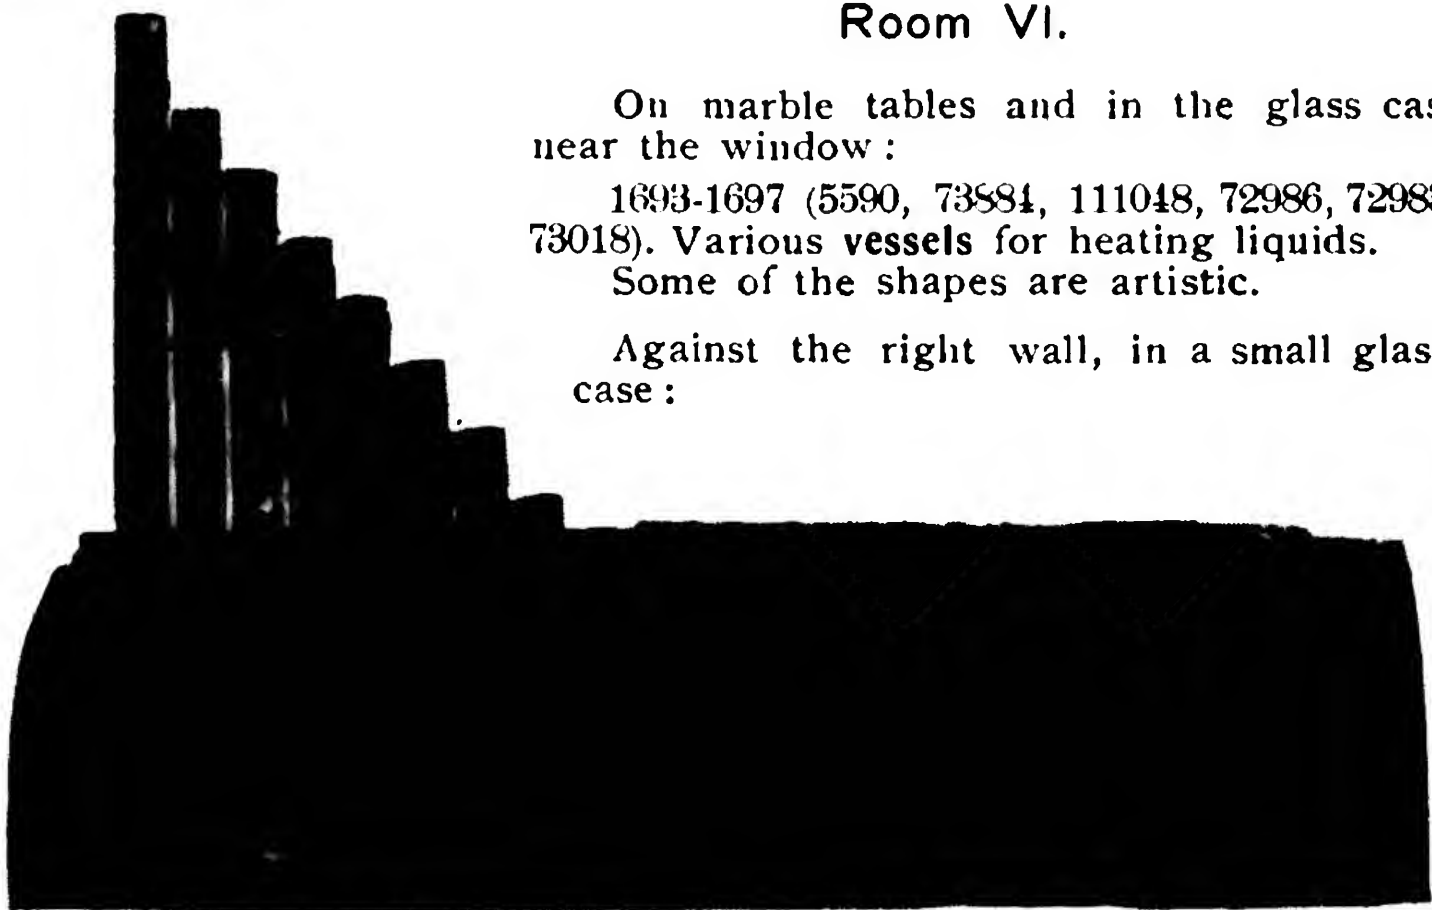 Room VI.
On marble tables and in the glass cas
near the window :
1693-1697 (5590, 73884, 111048, 72986, 7298
73018). Various vessels for heating liquids.
Some of the shapes are artistic.
Against the right wall, in a small glas
case :